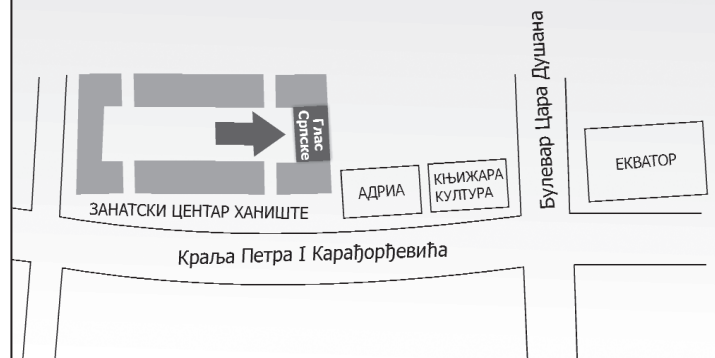 Глас
Српске
Булевар Цара Душана
ЕКВАТОР
АДРИА
КЊИЖАРА
КУЛТУРА
ЗАНАТСКИ ЦЕНТАР ХАНИШТЕ
Краља Петра I Карађорђевића